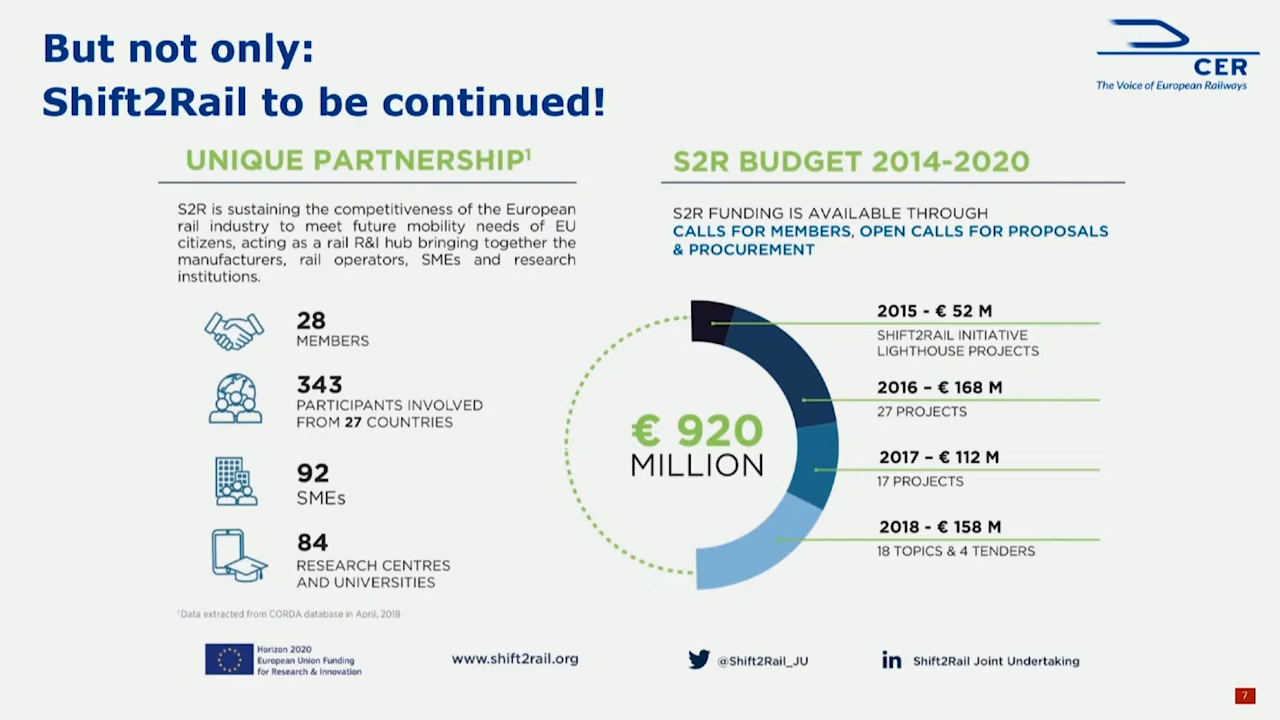 But not only:
Shift2Rail to be continued!
CER
The Voice of European Railways
UNIQUE PARTNERSHIP¹
S2R is sustaining the competitiveness of the European
rail industry to meet future mobility needs of EU
citizens, acting as a rail R&I hub bringing together the
manufacturers, rail operators, SMEs and research
institutions.
28
MEMBERS
343
PARTICIPANTS INVOLVED
FROM 27 COUNTRIES
92
SMEs
84
RESEARCH CENTRES
AND UNIVERSITIES
¹Data extracted from CORDA database in April, 2018
S2R BUDGET 2014-2020
S2R FUNDING IS AVAILABLE THROUGH
CALLS FOR MEMBERS, OPEN CALLS FOR PROPOSALS
& PROCUREMENT
€ 920
MILLION
2015 - € 52 M
SHIFT2RAIL INITIATIVE
LIGHTHOUSE PROJECTS
2016 – € 168 M
27 PROJECTS
2017 – € 112 M
17 PROJECTS
2018 - € 158 M
18 TOPICS & 4 TENDERS
Horizon 2020
European Union Funding
for Research & Innovation
www.shift2rail.org
@Shift2Rail_JU
in Shift2Rail Joint Undertaking
7